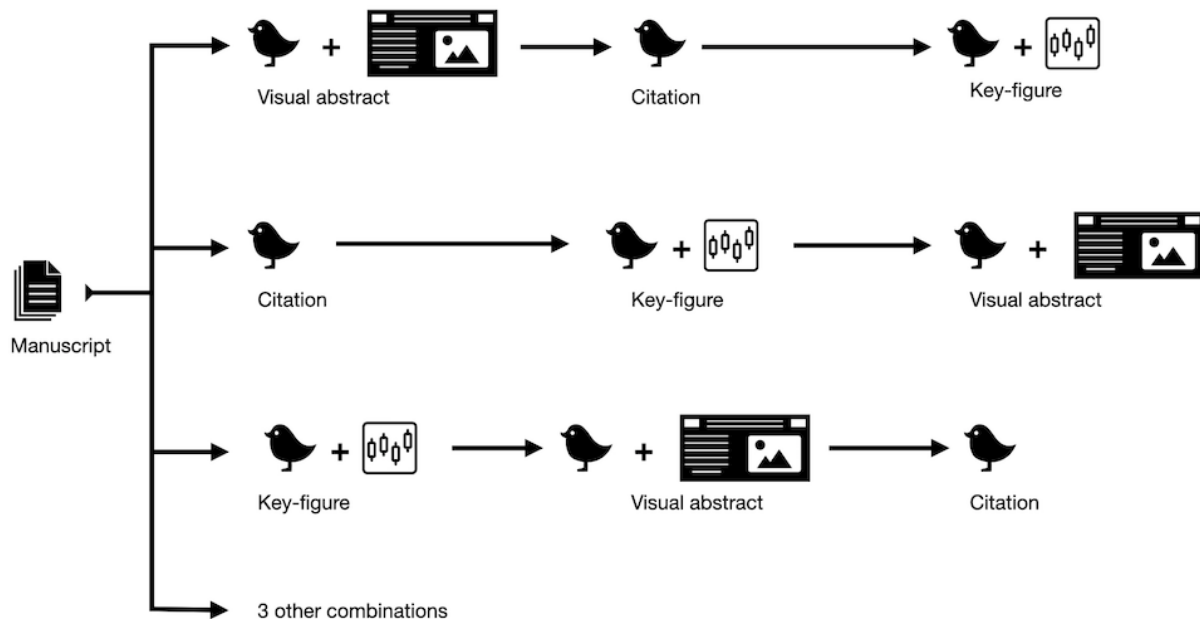 Visual abstract
Citation
Key-figure
Manuscript
Citation
Key-figure
Visual abstract
Key-figure
Visual abstract
Citation
3 other combinations